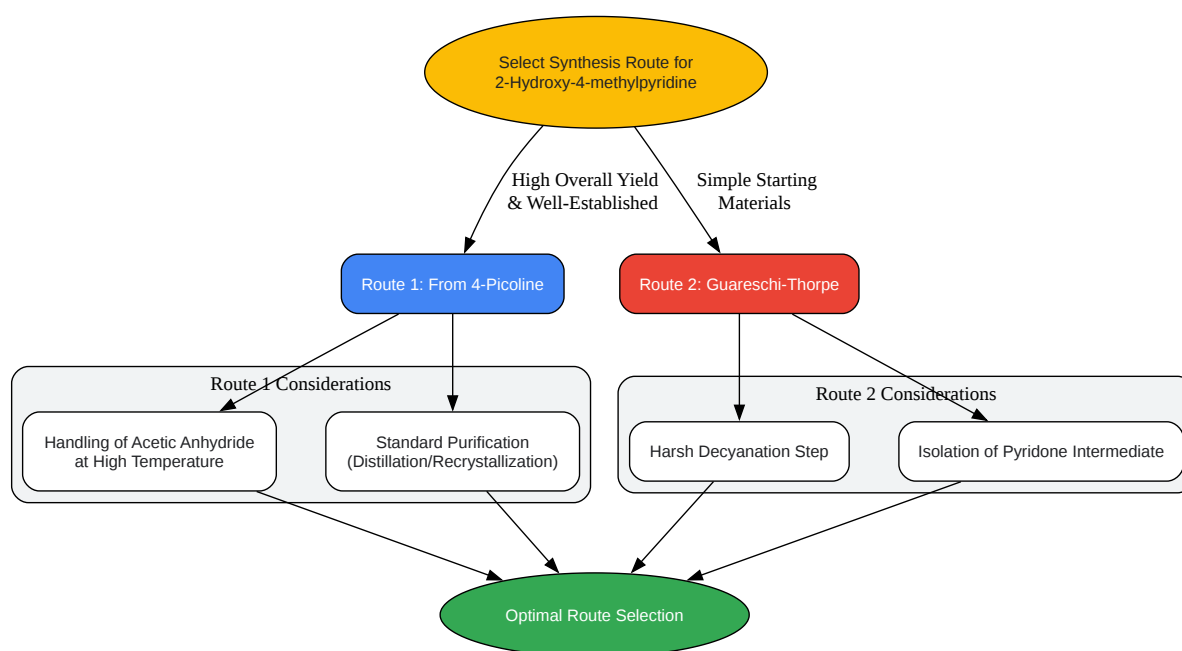 Select Synthesis Route for
2-Hydroxy-4-methylpyridine
High Overall Yield
& Well-Established
Simple Starting
Materials
Route 1: From 4-Picoline
Route 2: Guareschi-Thorpe
Route 1 Considerations
Route 2 Considerations
Handling of Acetic Anhydride
at High Temperature
Standard Purification
(Distillation/Recrystallization)
Harsh Decyanation Step
Isolation of Pyridone Intermediate
Optimal Route Selection